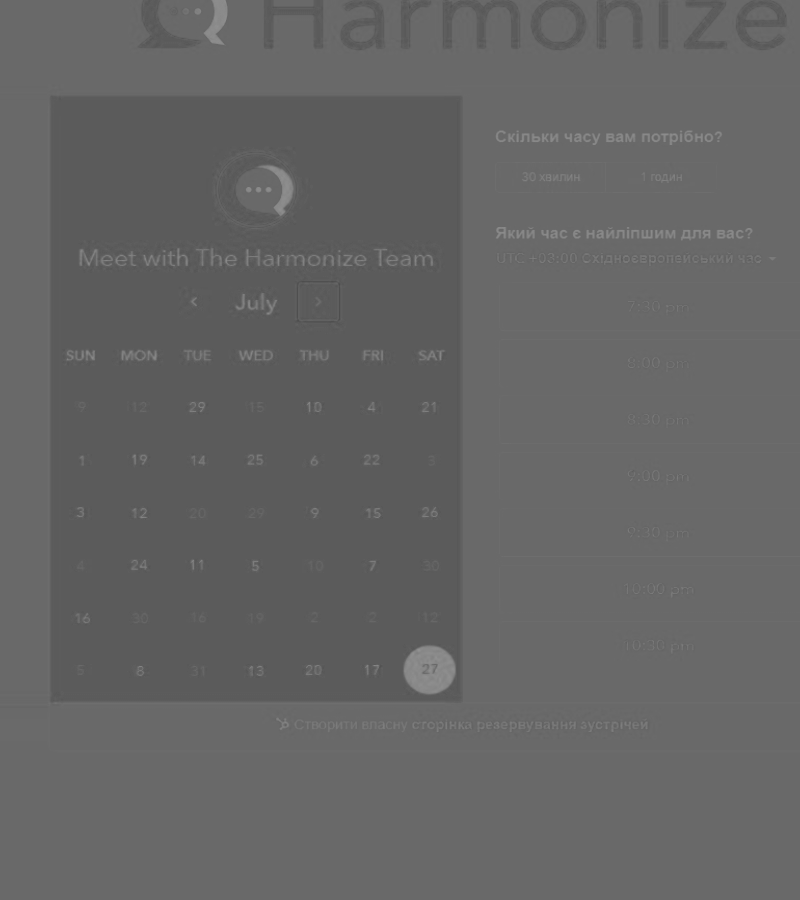 Harmonize
Meet with The Harmonize Team
July
SUN MON TUE WED THU FRI SAT
9 12 29 15 10 4 21
1 19 14 25 6 22 3
3 12 20 29 9 15 26
4 24 11 5 10 7 30
16 30 16 19 2 2 12
5 8 31 13 20 17 27
Скільки часу вам потрібно?
30 хвилин 1 годин
Який час є найліпшим для вас?
UTC +02:00 Східноєвропейський час
7:30 pm
8:00 pm
8:30 pm
9:00 pm
9:30 pm
10:00 pm
10:30 pm
Створити власну сторінка резервування зустрічей